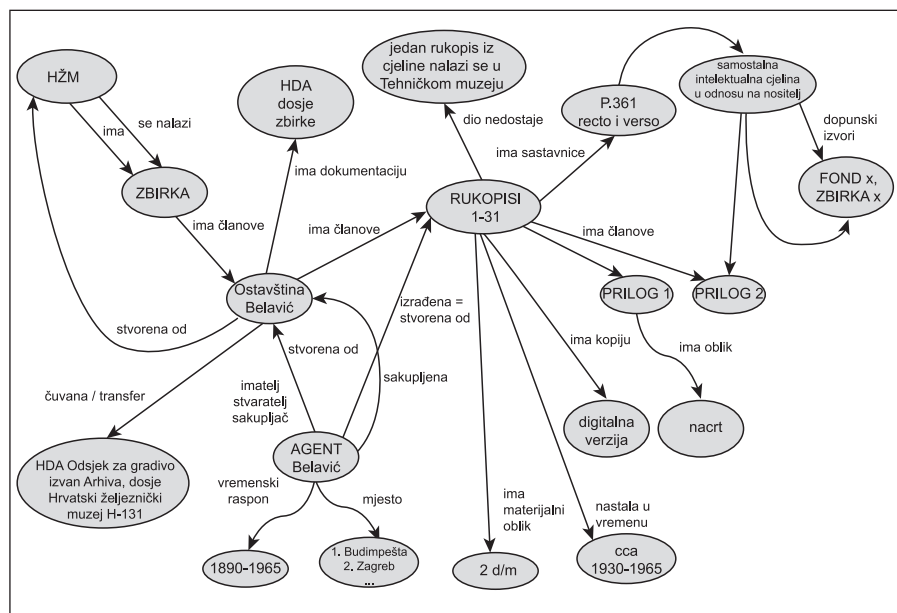 HŽM
ima
se nalazi
ZBIRKA
ima članove
HDA
dosje
zbirke
ima dokumentaciju
jedan rukopis iz
cjeline nalazi se u
Tehničkom muzeju
dio nedostaje
P.361
recto i verso
ima sastavnice
samostalna
intelektualna cjelina
u odnosu na nositelj
dopunski
izvori
FOND x,
ZBIRKA x
RUKOPISI
1-31
ima članove
ima članove
Ostavština
Belavić
PRILOG 1
PRILOG 2
stvorena od
stvorena od
izrađena =
stvorena od
sakupljena
ima kopiju
ima oblik
čuvana / transfer
imatelj
stvaratelj
sakupljač
HDA Odsjek za gradivo
izvan Arhiva, dosje
Hrvatski željeznički
muzej H-131
AGENT
Belavić
digitalna
verzija
nacrt
vremenski
raspon
mjesto
ima
materijalni
oblik
nastala u
vremenu
1890-1965
1. Budimpešta
2. Zagreb
...
2 d/m
cca
1930-1965